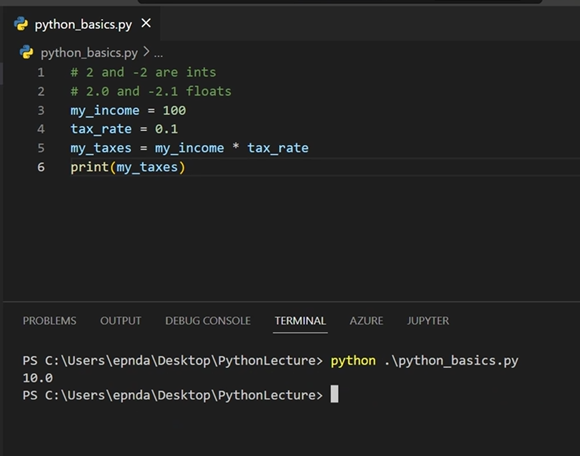 python_basics.py ×
python_basics.py > ...
1 # 2 and -2 are ints
2 # 2.0 and -2.1 floats
3 my_income = 100
4 tax_rate = 0.1
5 my_taxes = my_income * tax_rate
6 print(my_taxes)
PROBLEMS OUTPUT DEBUG CONSOLE TERMINAL AZURE JUPYTER
PS C:\Users\epnda\Desktop\PythonLecture> python .\python_basics.py
10.0
PS C:\Users\epnda\Desktop\PythonLecture>